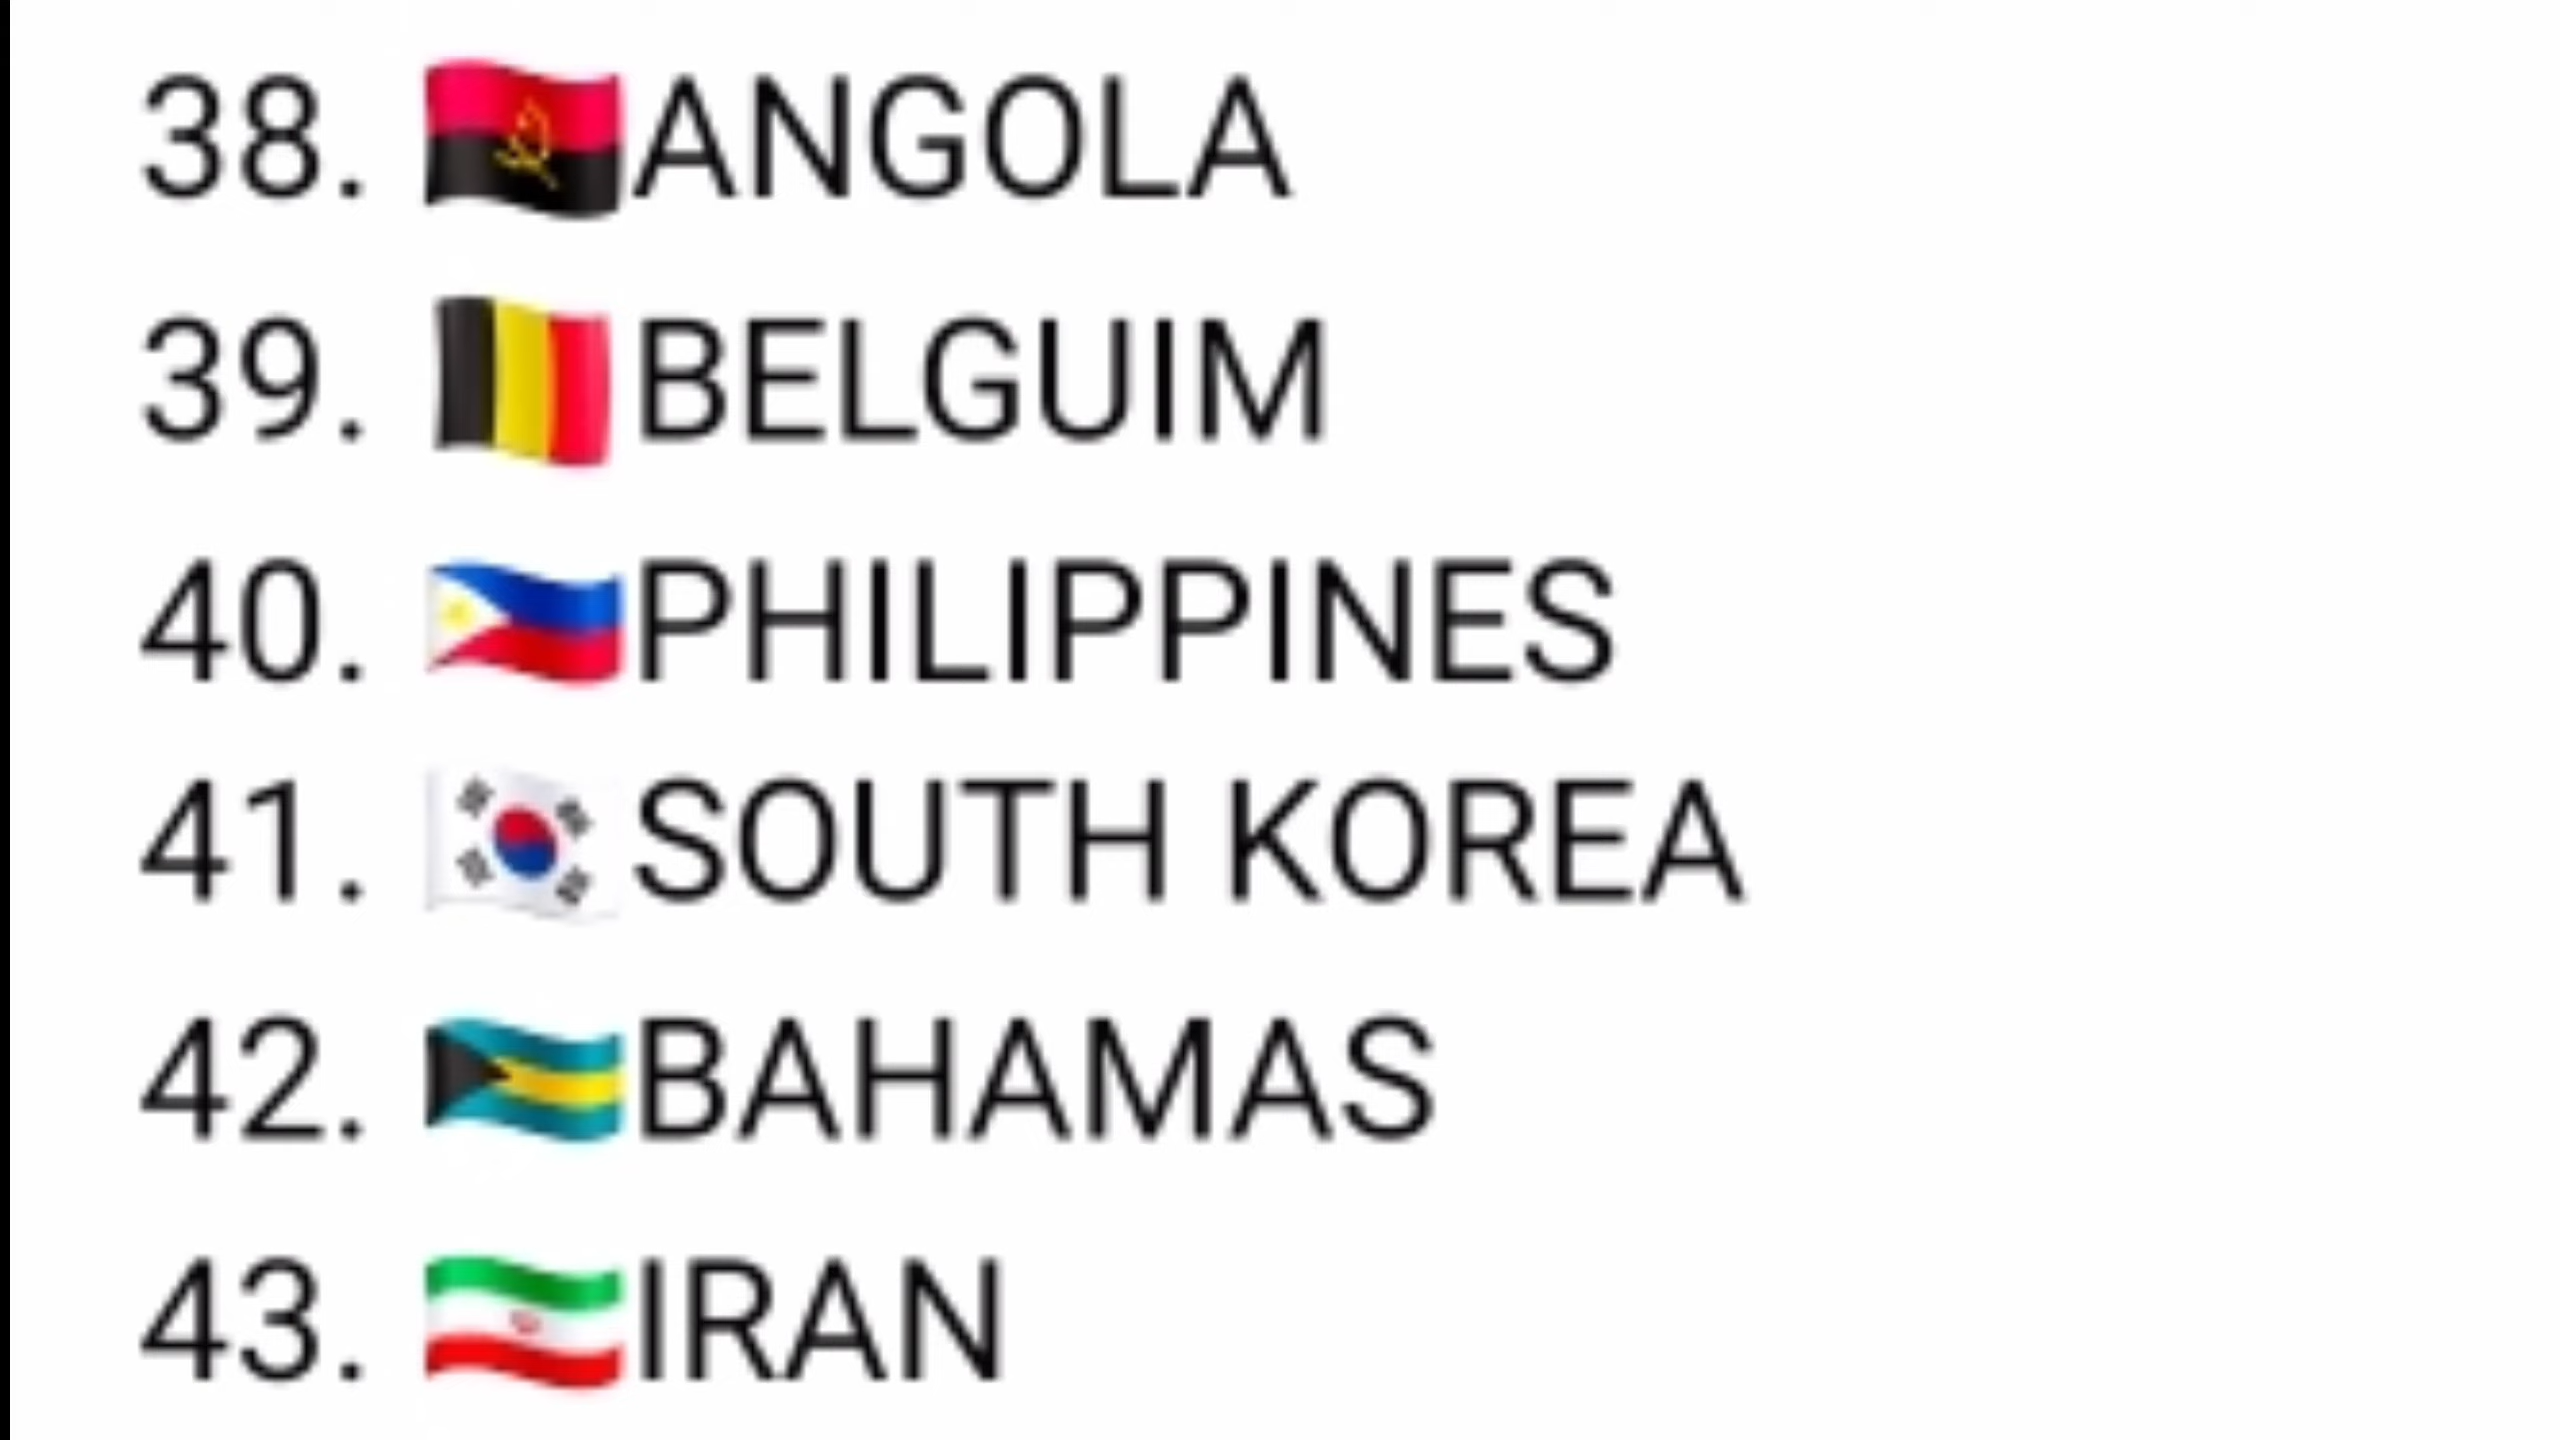 38. 🇦🇴ANGOLA
39. 🇧🇪BELGUIM
40. 🇵🇭PHILIPPINES
41. 🇰🇷SOUTH KOREA
42. 🇧🇸BAHAMAS
43. 🇮🇷IRAN